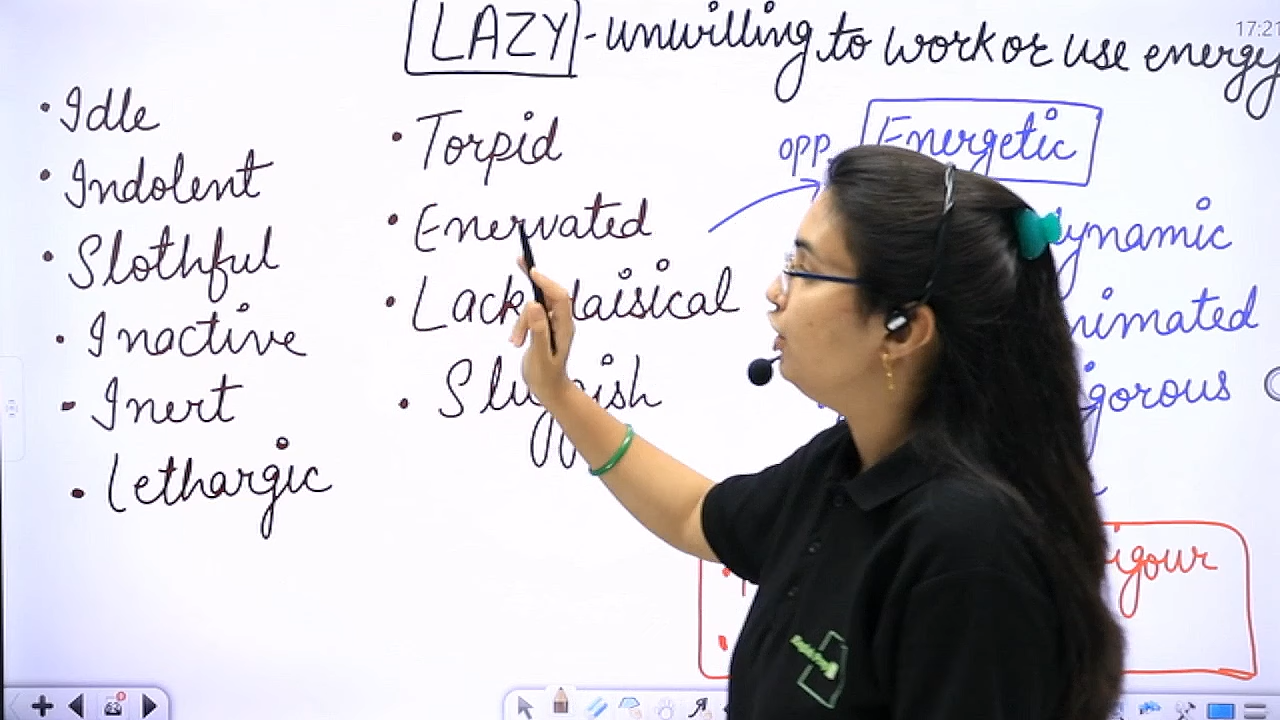 17:21
LAZY - unwilling to work or use energy
• Idle
• Indolent
• Slothful
• Inactive
• Inert
• Lethargic
• Torpid
• Enervated
• Lackadaisical
• Sluggish
opp
Energetic